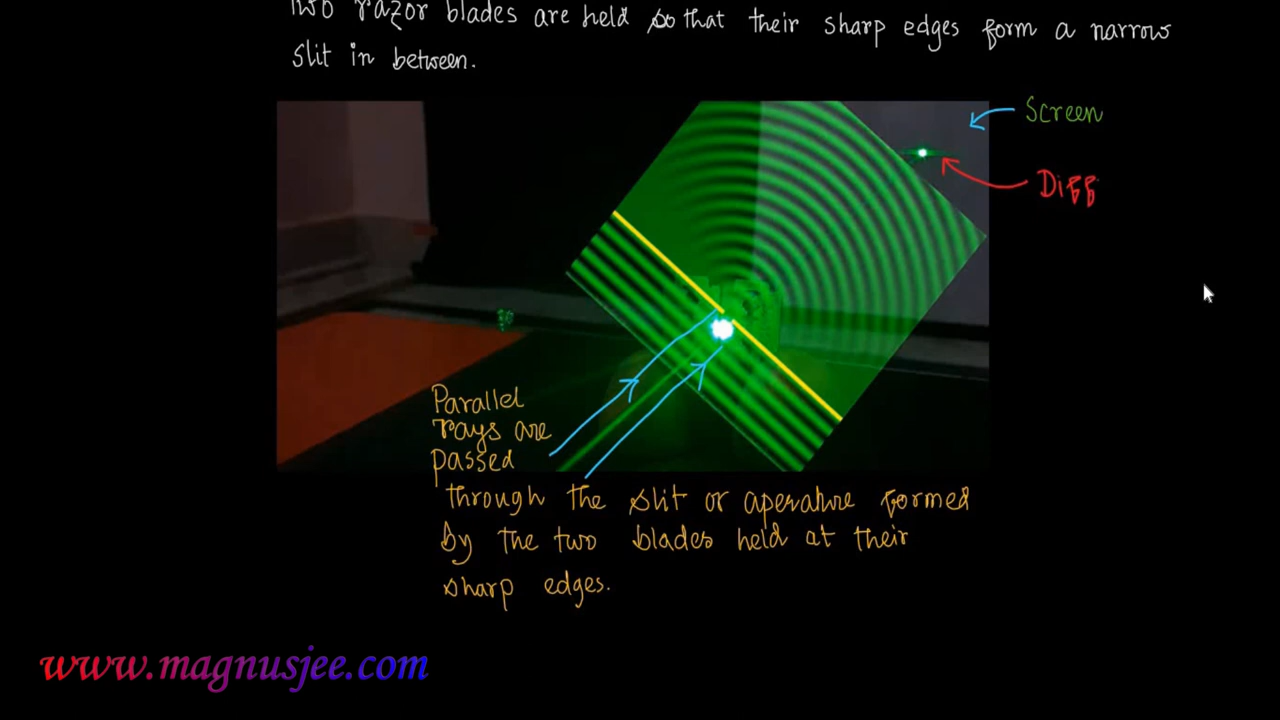 Two razor blades are held so that their sharp edges form a narrow
slit in between.
Screen
Diff
Parallel
rays are
passed
through the slit or aperature formed
by the two blades held at their
sharp edges.
www.magnusjee.com